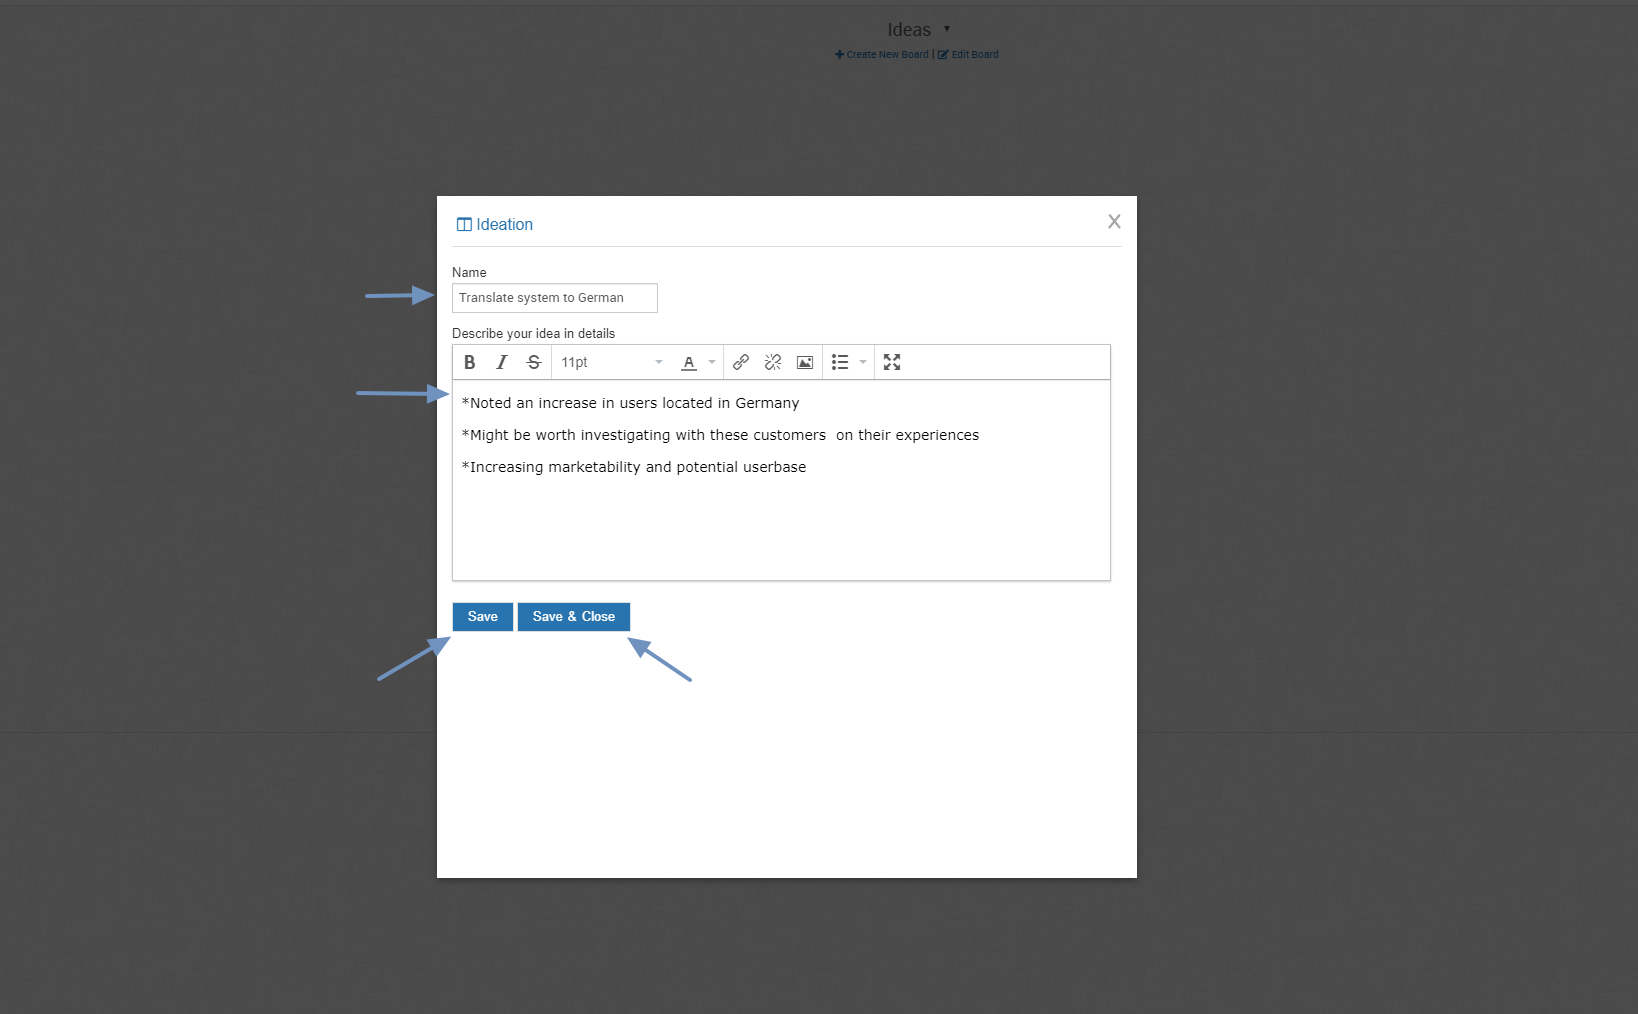 Ideas
Create New Board | Edit Board
Ideation
X
Name
Translate system to German
Describe your idea in details
B I S 11pt A
*Noted an increase in users located in Germany
*Might be worth investigating with these customers  on their experiences
*Increasing marketability and potential userbase
Save Save & Close